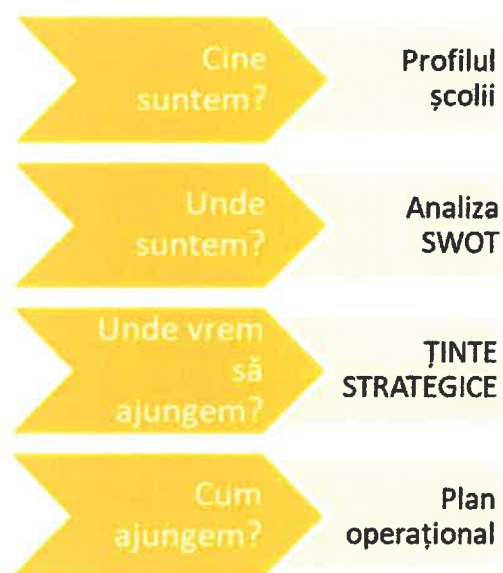 Cine
suntem?
Profilul
școlii
Unde
suntem?
Analiza
SWOT
Unde vrem
să
ajungem?
ȚINTE
STRATEGICE
Cum
ajungem?
Plan
operațional